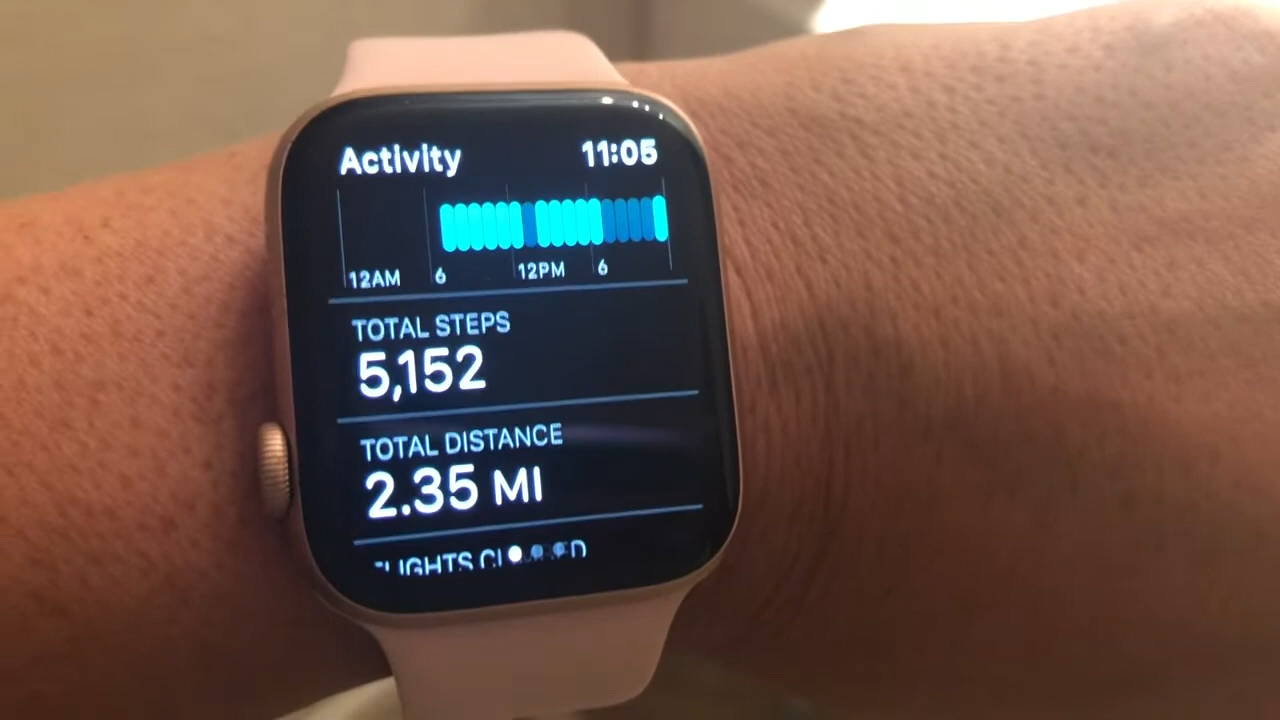 Activity 11:05
12AM 6 12PM 6
TOTAL STEPS
5,152
TOTAL DISTANCE
2.35 MI